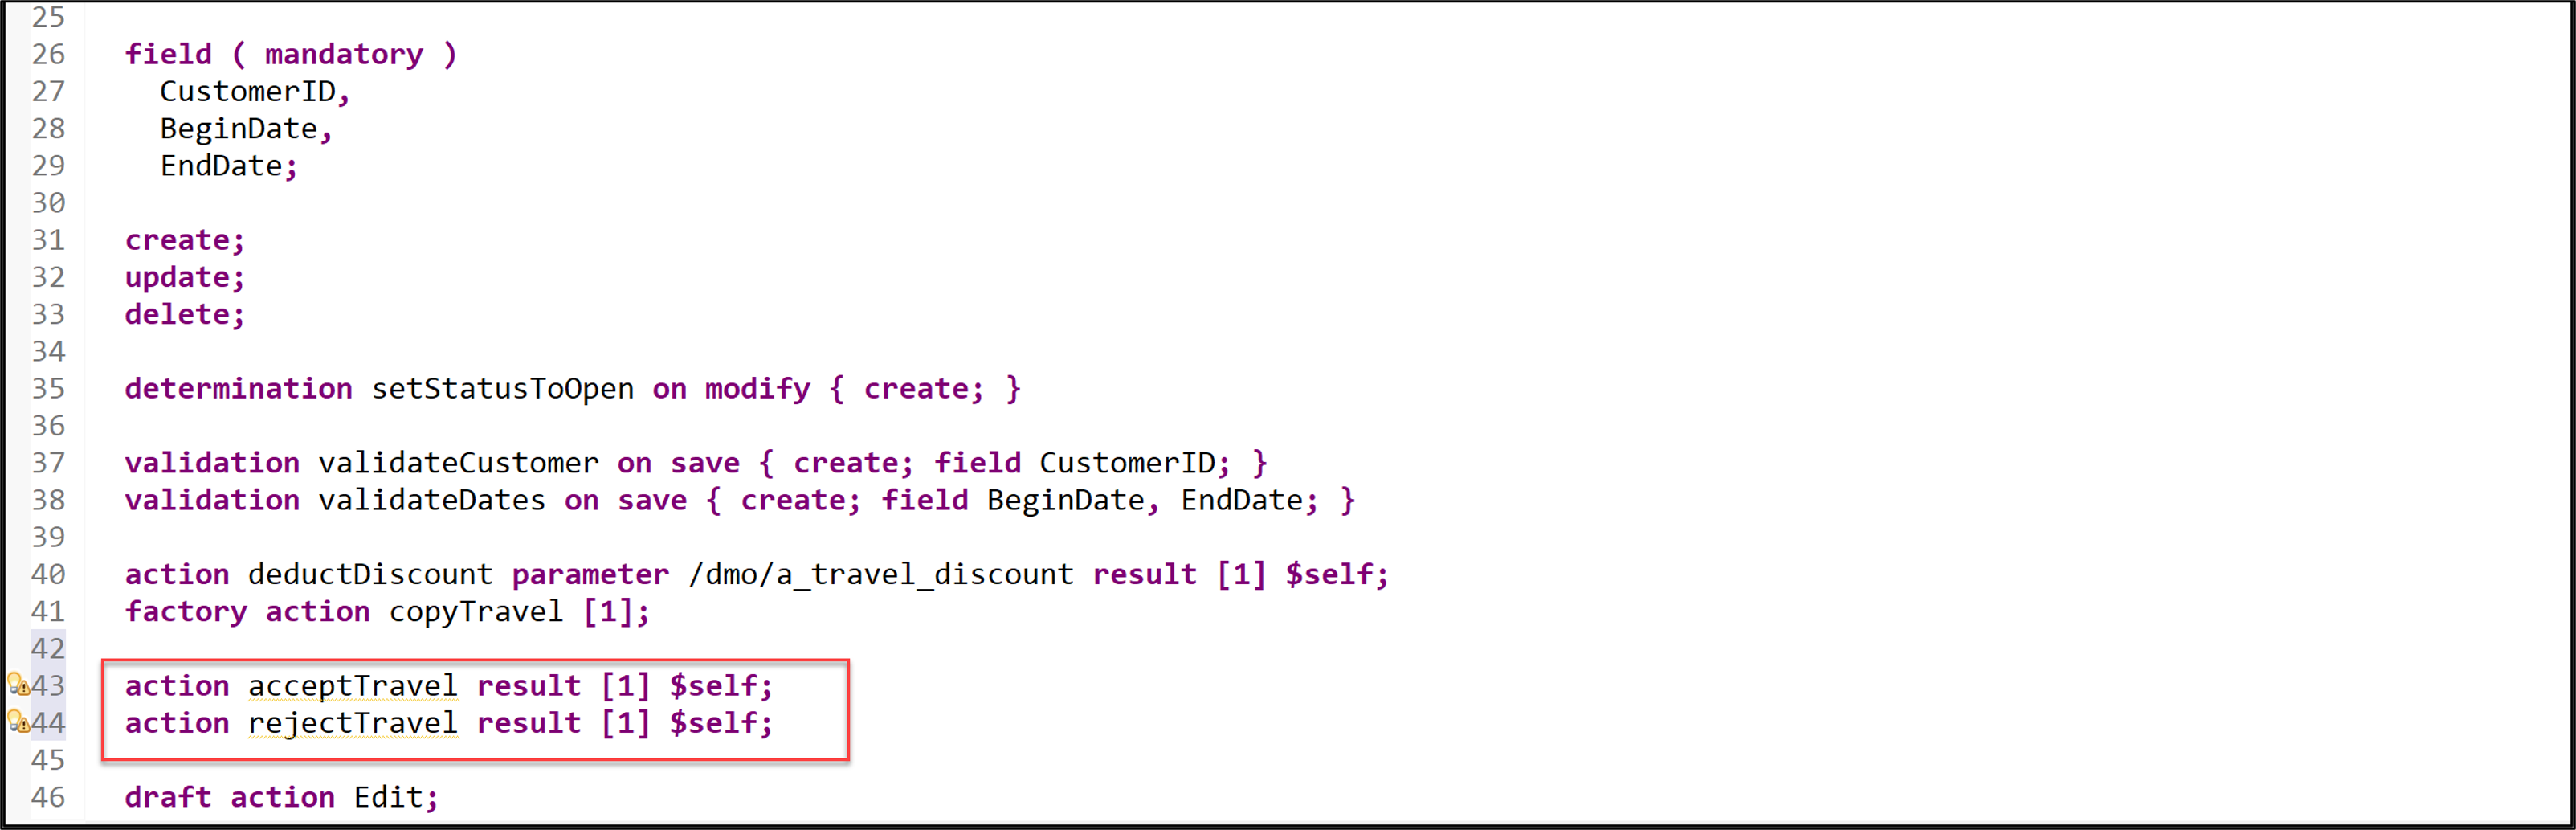 25
26 field ( mandatory )
27 CustomerID,
28 BeginDate,
29 EndDate;
30
31 create;
32 update;
33 delete;
34
35 determination setStatusToOpen on modify { create; }
36
37 validation validateCustomer on save { create; field CustomerID; }
38 validation validateDates on save { create; field BeginDate, EndDate; }
39
40 action deductDiscount parameter /dmo/a_travel_discount result [1] $self;
41 factory action copyTravel [1];
42
43 action acceptTravel result [1] $self;
44 action rejectTravel result [1] $self;
45
46 draft action Edit;